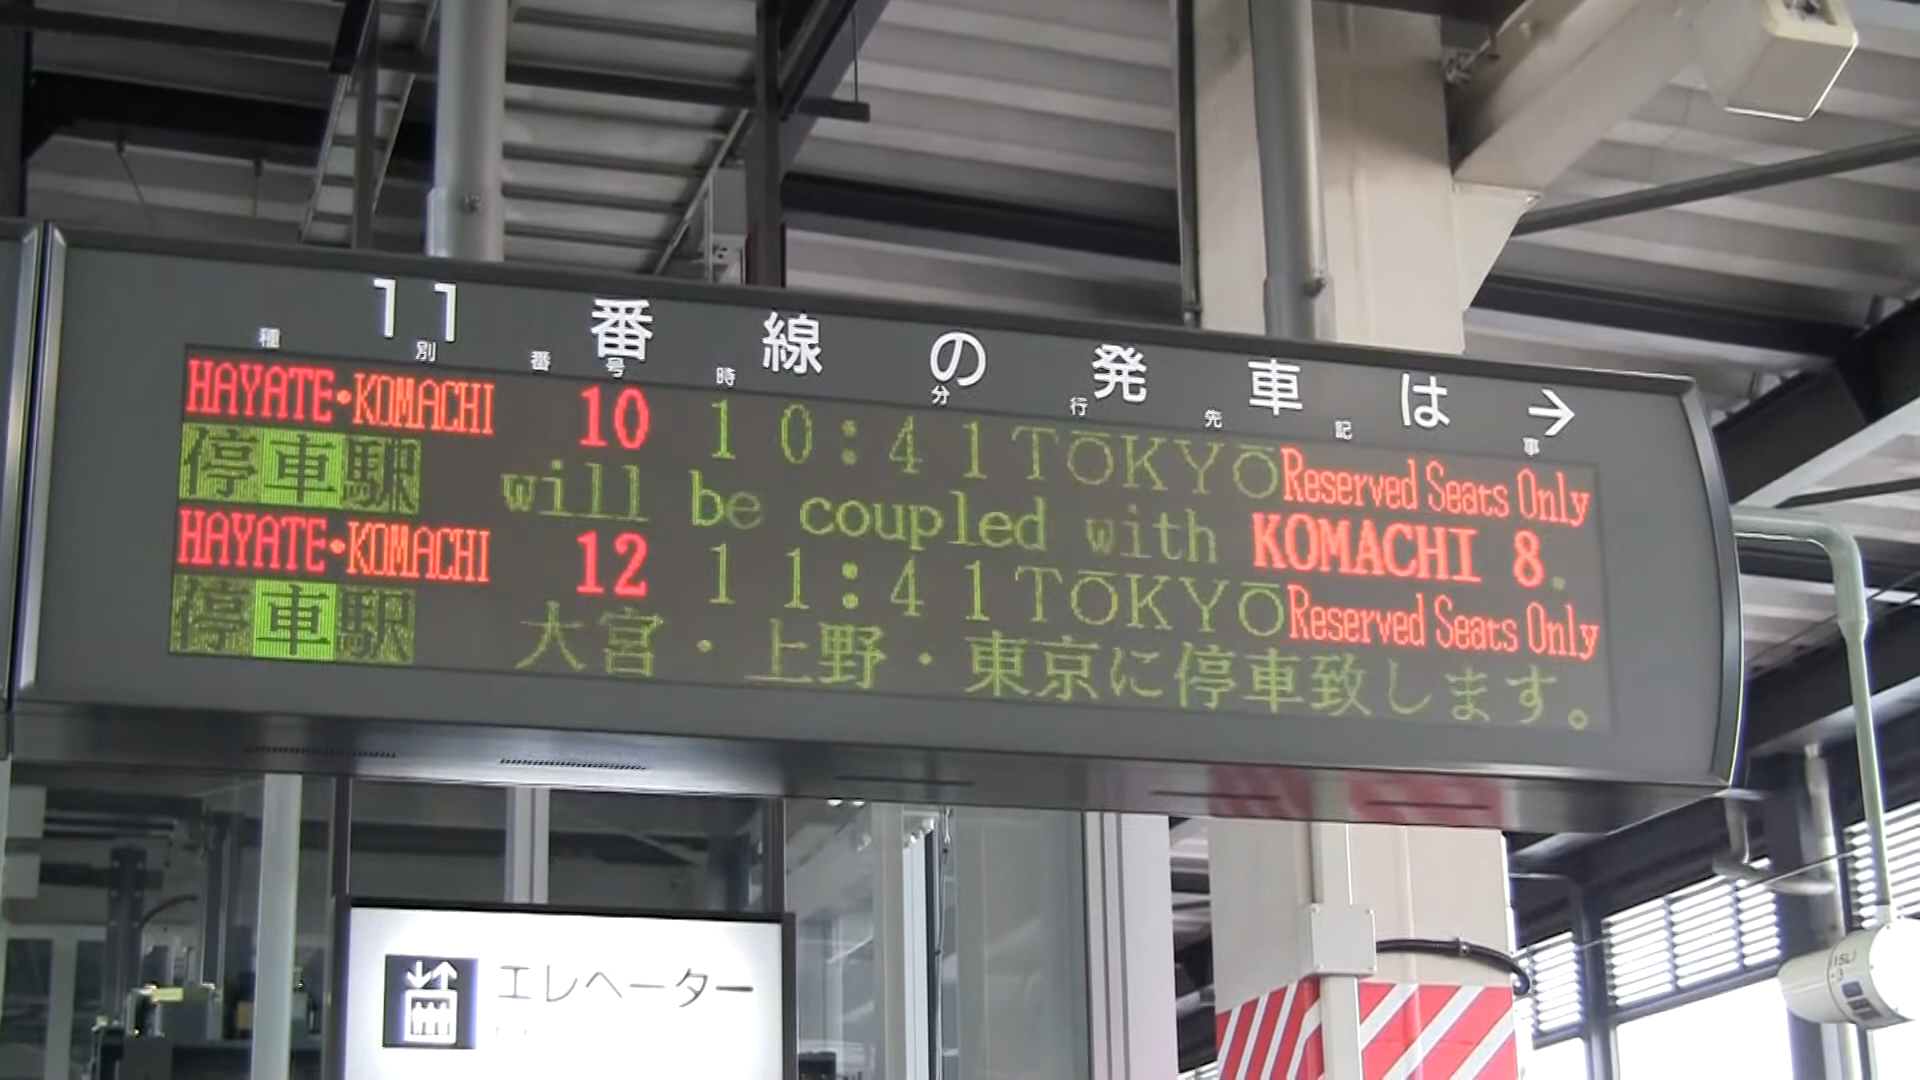 11番線の発車は→
種別 番号 時分 行先 記事
HAYATE・KOMACHI 10 10:41 TŌKYŌ Reserved Seats Only
停車駅 will be coupled with KOMACHI 8.
HAYATE・KOMACHI 12 11:41 TŌKYŌ Reserved Seats Only
停車駅 大宮・上野・東京に停車致します。
エレベーター